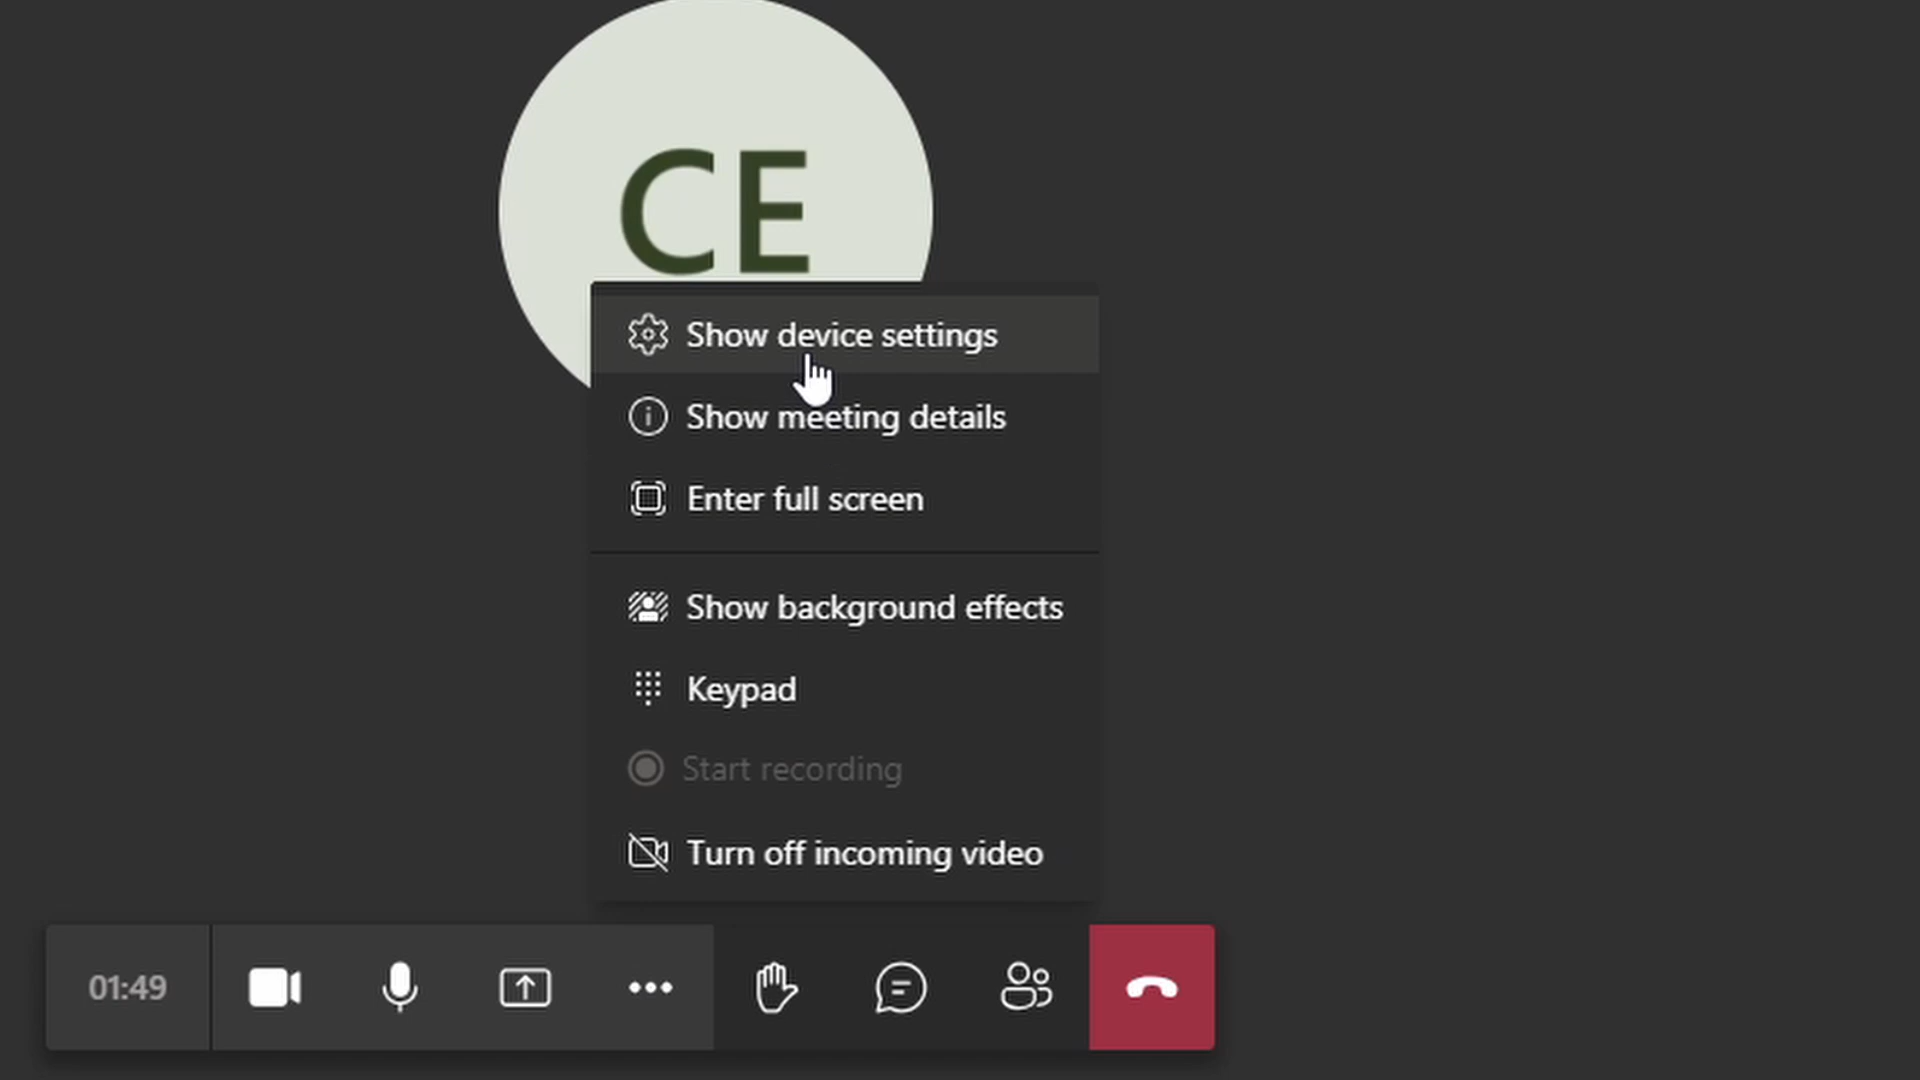 CE
Show device settings
Show meeting details
Enter full screen
Show background effects
Keypad
Start recording
Turn off incoming video
01:49